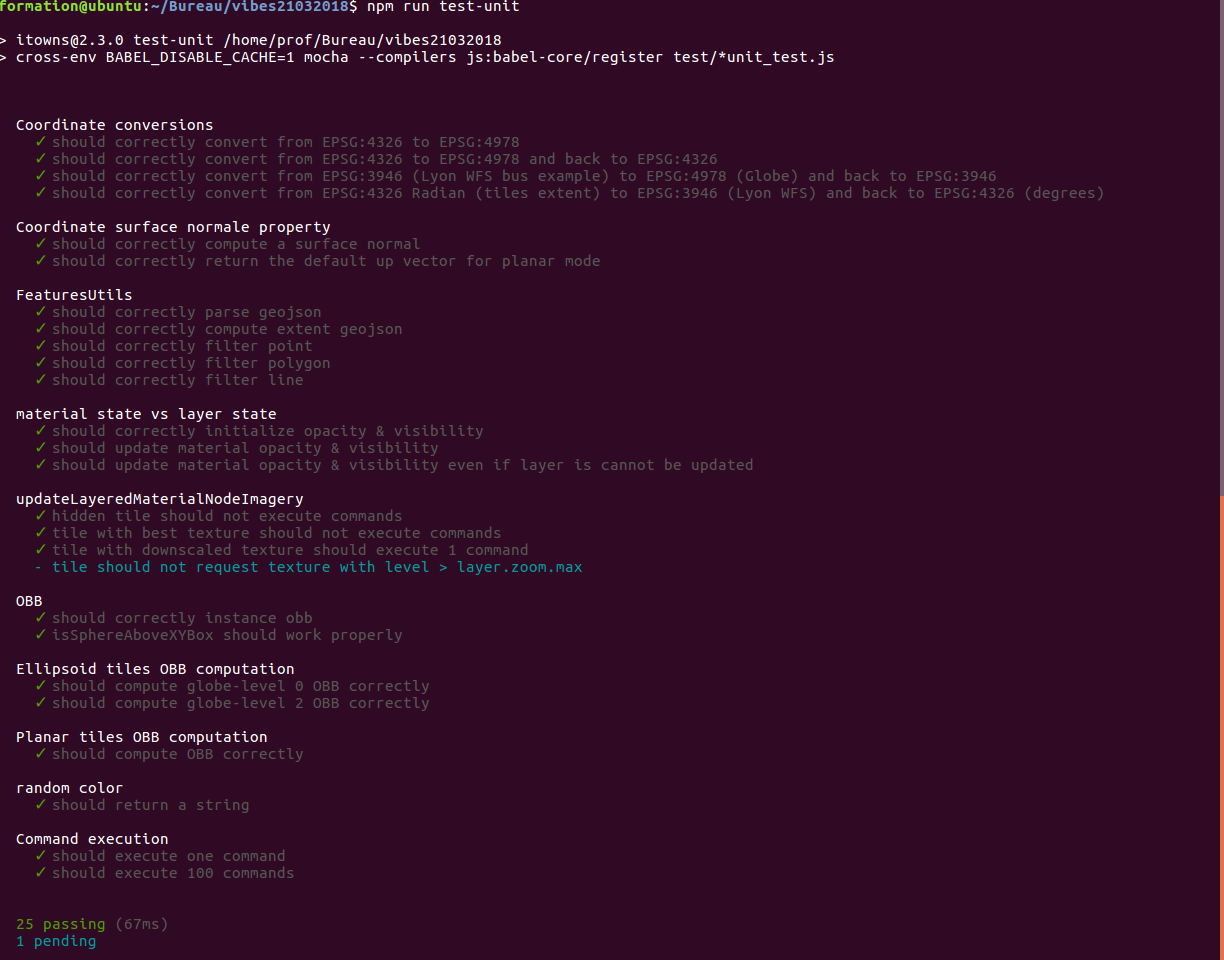 formation@ubuntu:~/Bureau/vibes21032018$ npm run test-unit
> itowns@2.3.0 test-unit /home/prof/Bureau/vibes21032018
> cross-env BABEL_DISABLE_CACHE=1 mocha --compilers js:babel-core/register test/*unit_test.js
Coordinate conversions
✓ should correctly convert from EPSG:4326 to EPSG:4978
✓ should correctly convert from EPSG:4326 to EPSG:4978 and back to EPSG:4326
✓ should correctly convert from EPSG:3946 (Lyon WFS bus example) to EPSG:4978 (Globe) and back to EPSG:3946
✓ should correctly convert from EPSG:4326 Radian (tiles extent) to EPSG:3946 (Lyon WFS) and back to EPSG:4326 (degrees)
Coordinate surface normale property
✓ should correctly compute a surface normal
✓ should correctly return the default up vector for planar mode
FeaturesUtils
✓ should correctly parse geojson
✓ should correctly compute extent geojson
✓ should correctly filter point
✓ should correctly filter polygon
✓ should correctly filter line
material state vs layer state
✓ should correctly initialize opacity & visibility
✓ should update material opacity & visibility
✓ should update material opacity & visibility even if layer is cannot be updated
updateLayeredMaterialNodeImagery
✓ hidden tile should not execute commands
✓ tile with best texture should not execute commands
✓ tile with downscaled texture should execute 1 command
- tile should not request texture with level > layer.zoom.max
OBB
✓ should correctly instance obb
✓ isSphereAboveXYBox should work properly
Ellipsoid tiles OBB computation
✓ should compute globe-level 0 OBB correctly
✓ should compute globe-level 2 OBB correctly
Planar tiles OBB computation
✓ should compute OBB correctly
random color
✓ should return a string
Command execution
✓ should execute one command
✓ should execute 100 commands
25 passing (67ms)
1 pending